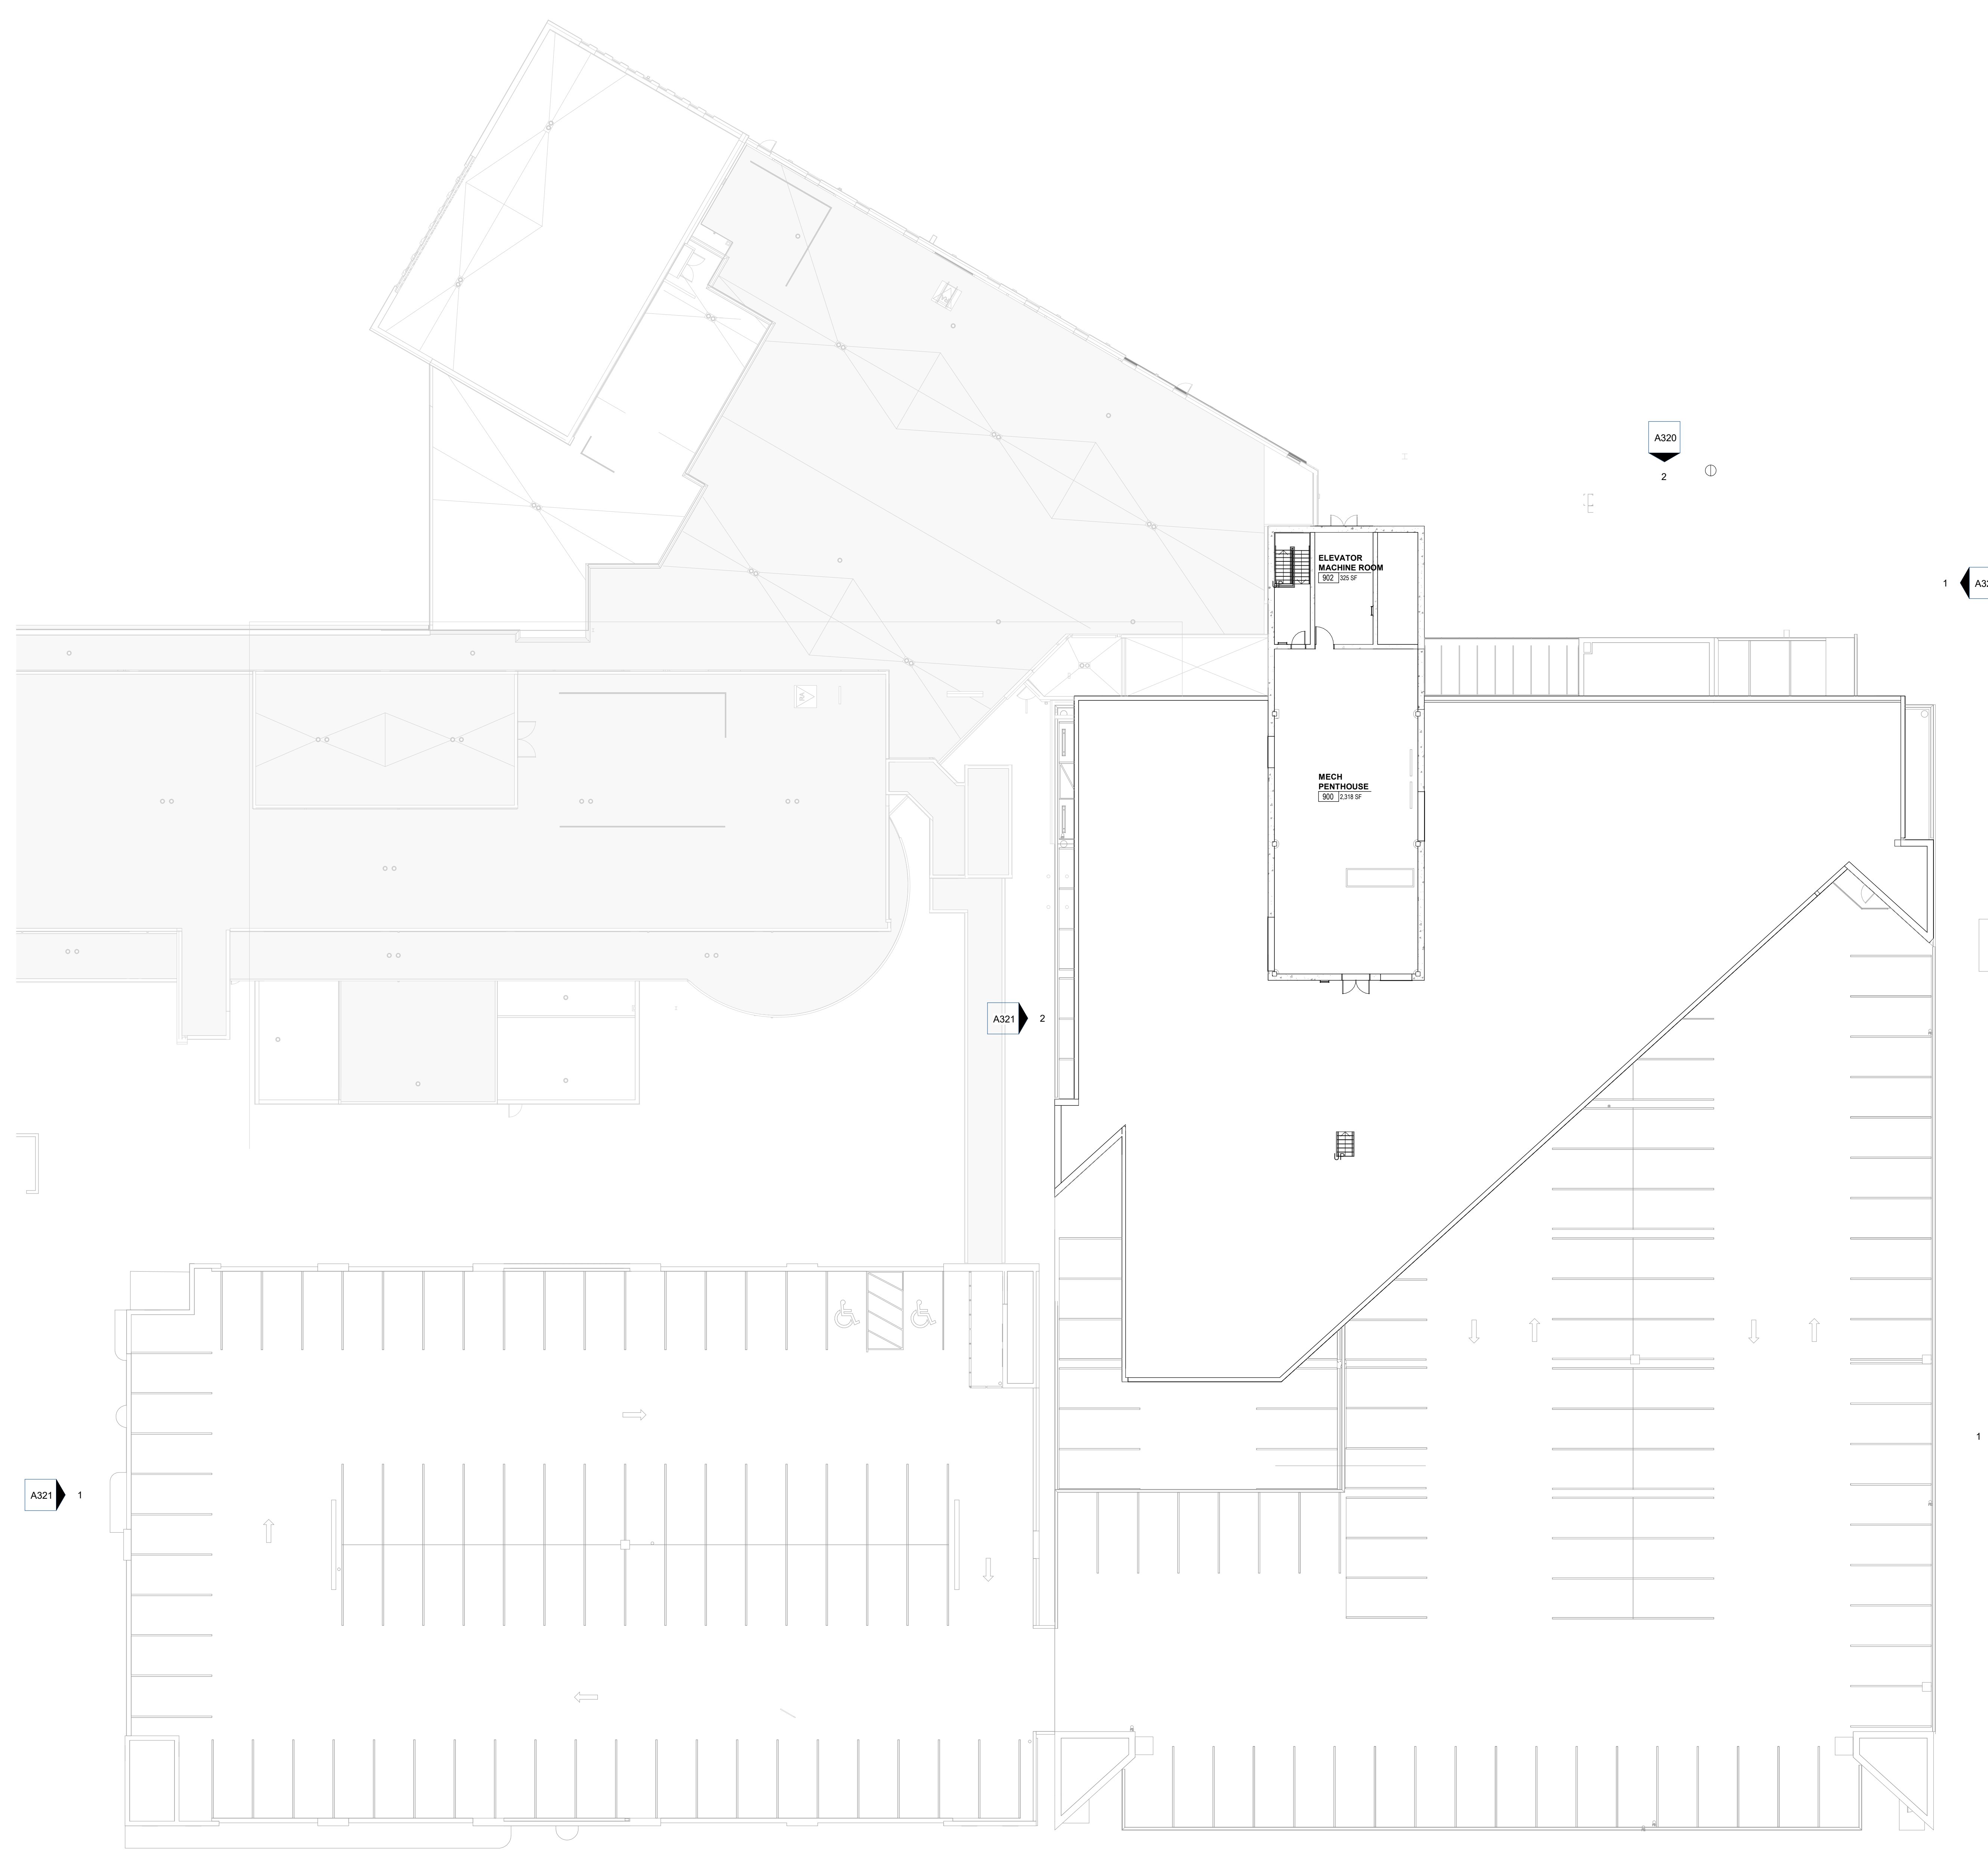 A320
2
ELEVATOR
MACHINE ROOM
902 325 SF
UP
1
MECH
PENTHOUSE
900 2,318 SF
A321 2
UP
1
A321 1